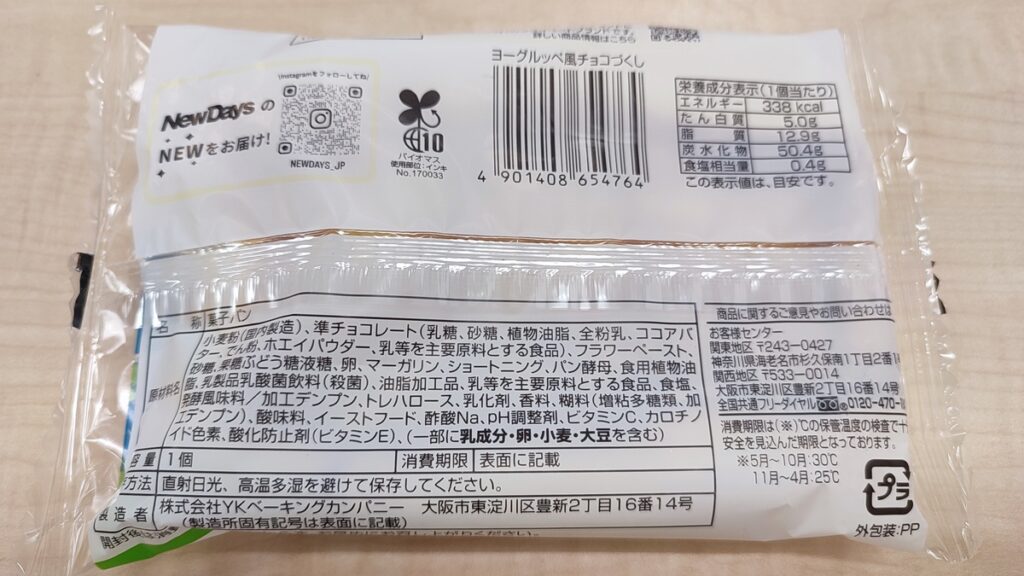 詳しい商品情報はこちら
InstagramをフォローしてねNewDaysの
NEWをお届け!
NEWDAYS_JP
10
バイオマス
使用部位:インキ
No.170033
ヨーグルッペ風チョコづくし
4 901408 654764
栄養成分表示(1個当たり)
エネルギー 338 kcal
たん白質 5.0g
脂質 12.9g
炭水化物 50.4g
食塩相当量 0.4g
この表示値は、目安です。
名称 菓子パン
原材料名
小麦粉(国内製造)、準チョコレート(乳糖、砂糖、植物油脂、全粉乳、ココアバ
ター、でん粉、ホエイパウダー、乳等を主要原料とする食品)、フラワーペースト、
砂糖、果糖ぶどう糖液糖、卵、マーガリン、ショートニング、パン酵母、食用植物油
脂、乳製品乳酸菌飲料(殺菌)、油脂加工品、乳等を主要原料とする食品、食塩、
発酵風味料/加工デンプン、トレハロース、乳化剤、香料、糊料(増粘多糖類、加
工デンプン)、酸味料、イーストフード、酢酸Na、pH調整剤、ビタミンC、カロチノ
イド色素、酸化防止剤(ビタミンE)、(一部に乳成分・卵・小麦・大豆を含む)
容量 1個 消費期限 表面に記載
方法 直射日光、高温多湿を避けて保存してください。
製造者 株式会社YKベーキングカンパニー 大阪市東淀川区豊新2丁目16番14号
(製造所固有記号は表面に記載)
開封後は
商品に関するご意見やお問い合わせは
お客様センター
関東地区 〒243-0427
神奈川県海老名市杉久保南1丁目2番
関西地区 〒533-0014
大阪市東淀川区豊新2丁目16番14号
全国共通フリーダイヤル 0120-470-
消費期限は(※)℃の保管温度の検査で十
安全を見込んだ期限となっております。
※5月~10月:30℃
11月~4月:25℃
プラ
外包装:PP